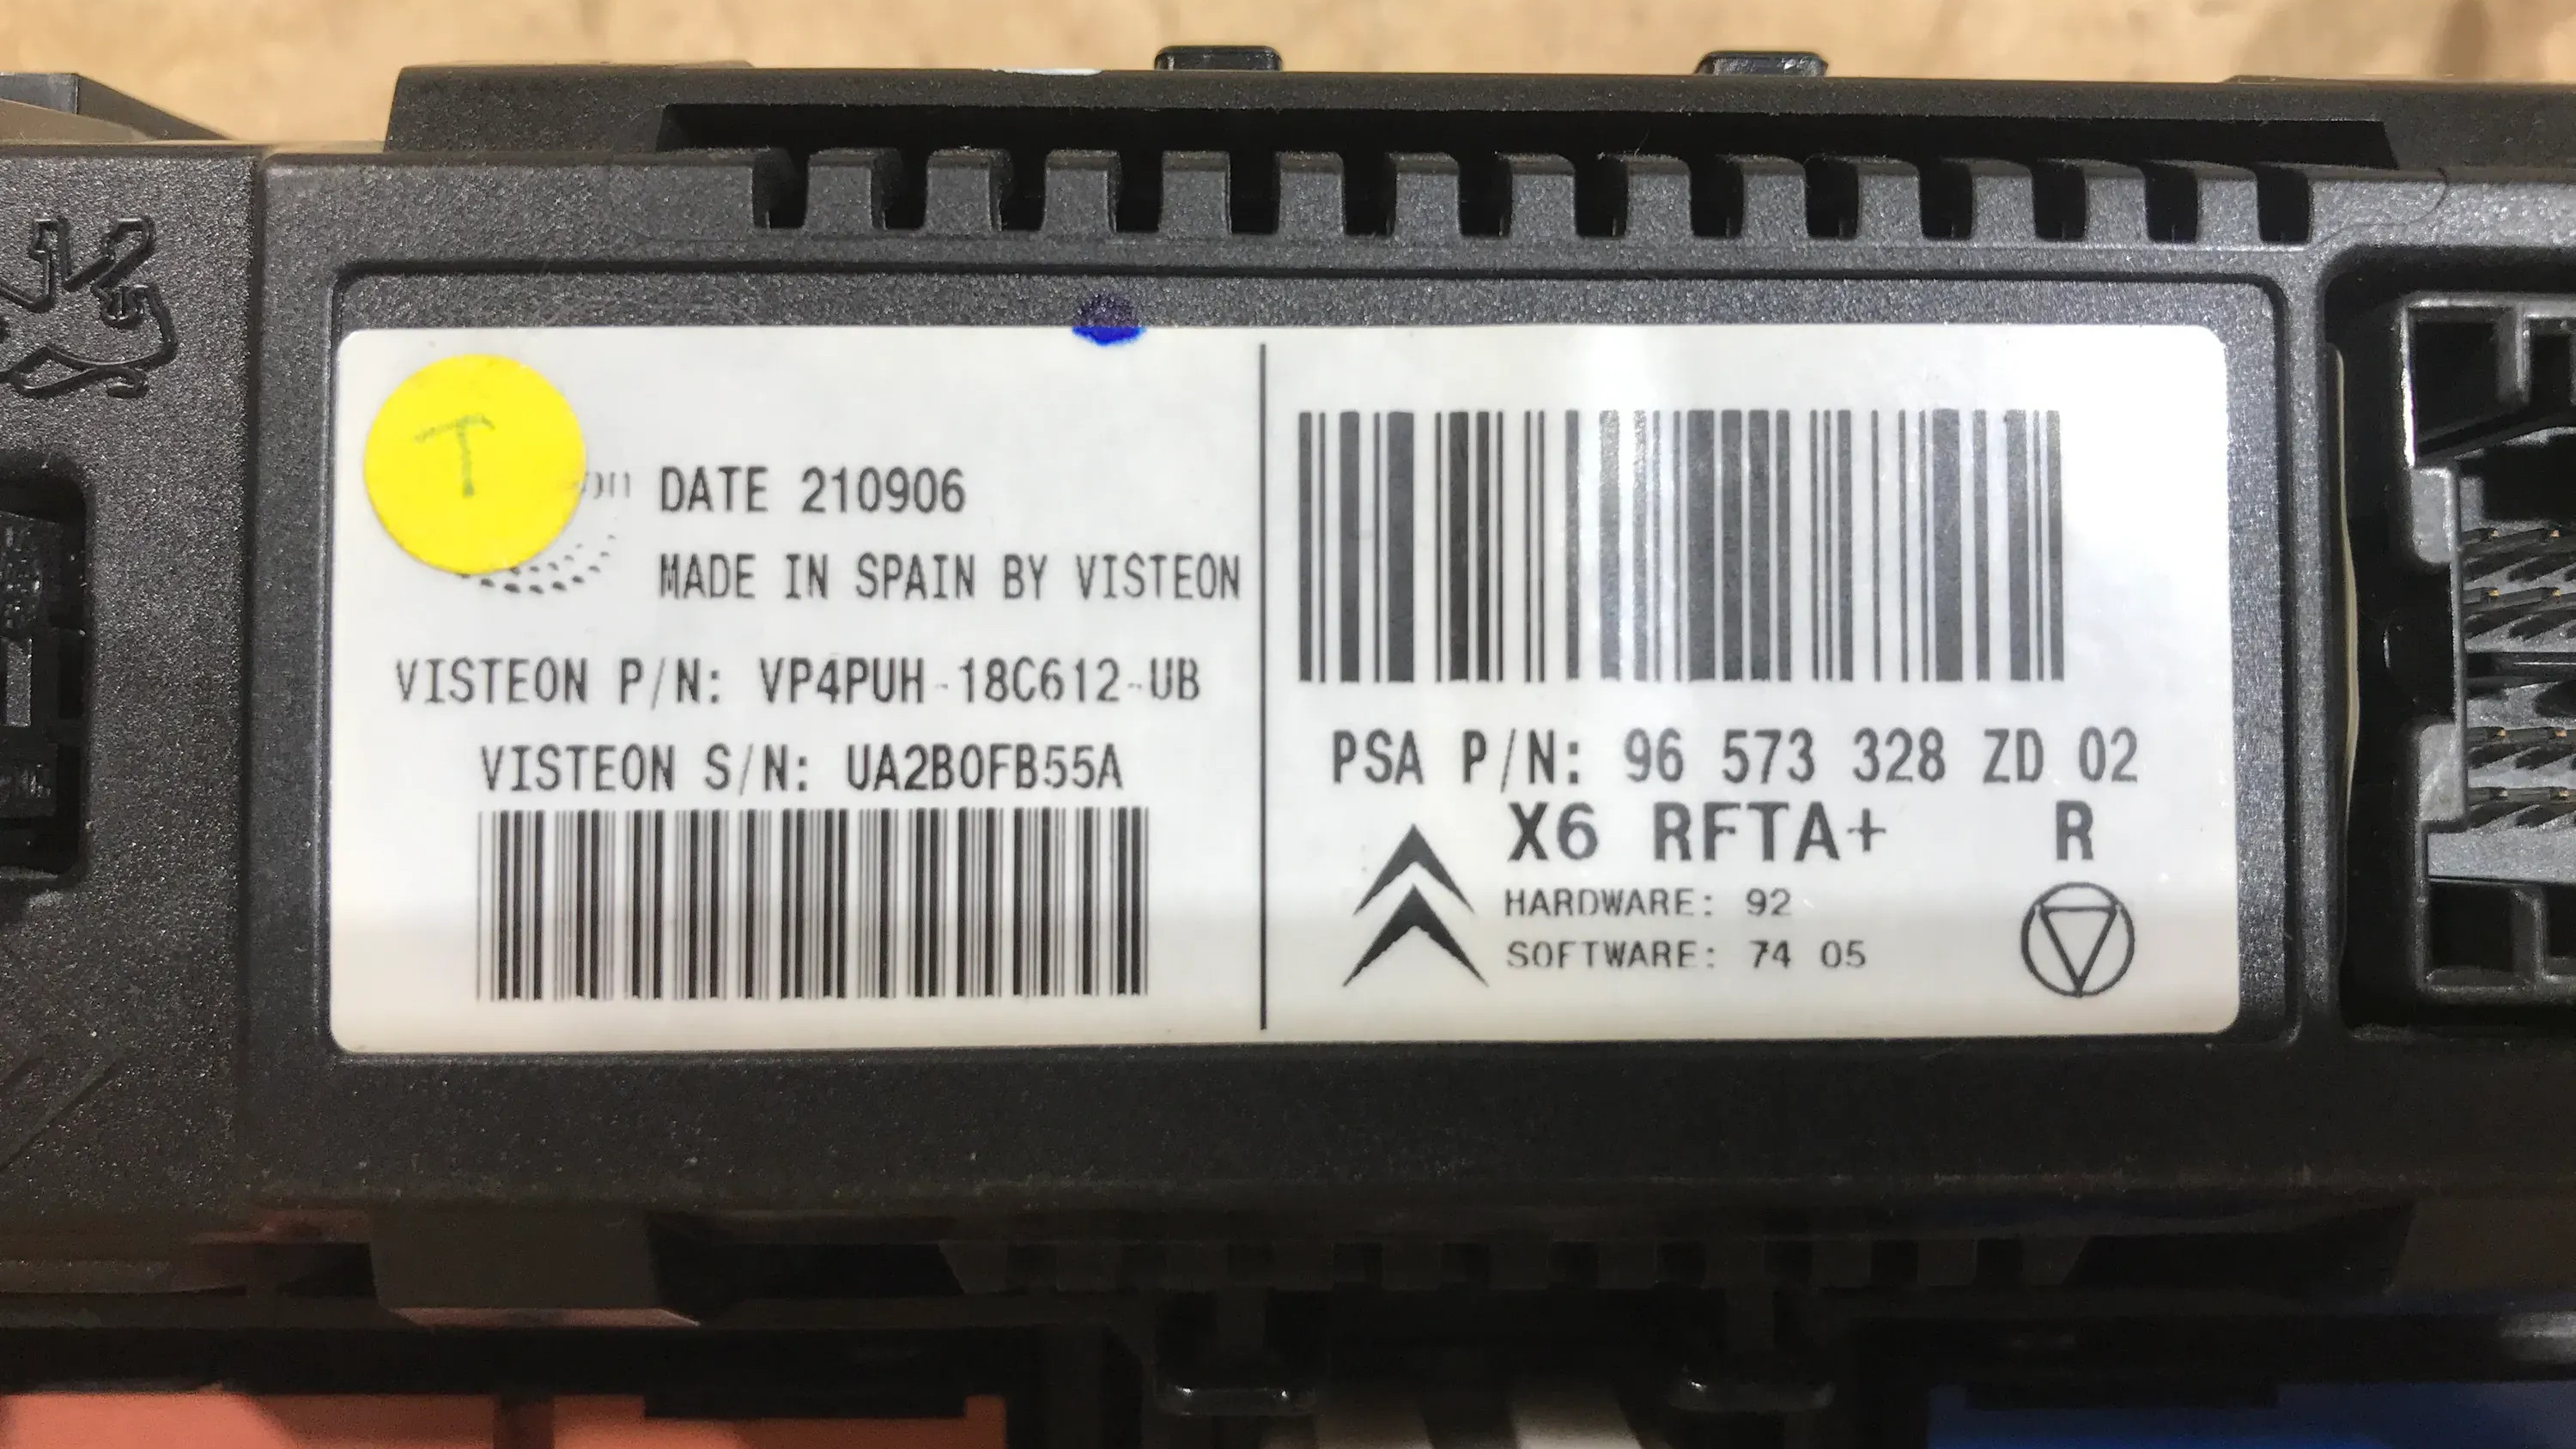 T
DATE 210906
MADE IN SPAIN BY VISTEON
VISTEON P/N: VP4PUH-18C612-UB
VISTEON S/N: UA2B0FB55A
PSA P/N: 96 573 328 ZD 02
X6 RFTA+ R
HARDWARE: 92
SOFTWARE: 74 05